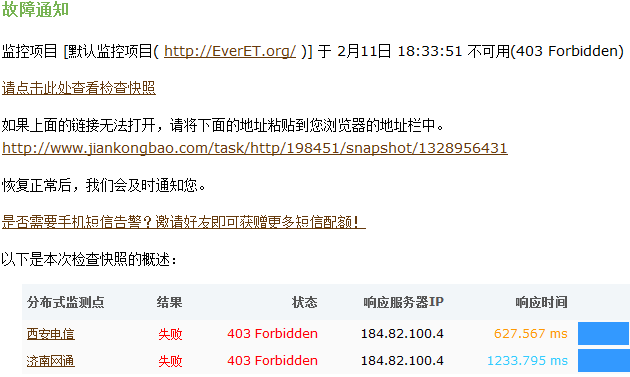 故障通知
监控项目 [默认监控项目( http://EverET.org/ )] 于 2月11日 18:33:51 不可用(403 Forbidden)
请点击此处查看检查快照
如果上面的链接无法打开，请将下面的地址粘贴到您浏览器的地址栏中。
http://www.jiankongbao.com/task/http/198451/snapshot/1328956431
恢复正常后，我们会及时通知您。
是否需要手机短信告警？邀请好友即可获赠更多短信配额！
以下是本次检查快照的概述：
分布式监测点 结果 状态 响应服务器IP 响应时间
西安电信 失败 403 Forbidden 184.82.100.4 627.567 ms
济南网通 失败 403 Forbidden 184.82.100.4 1233.795 ms